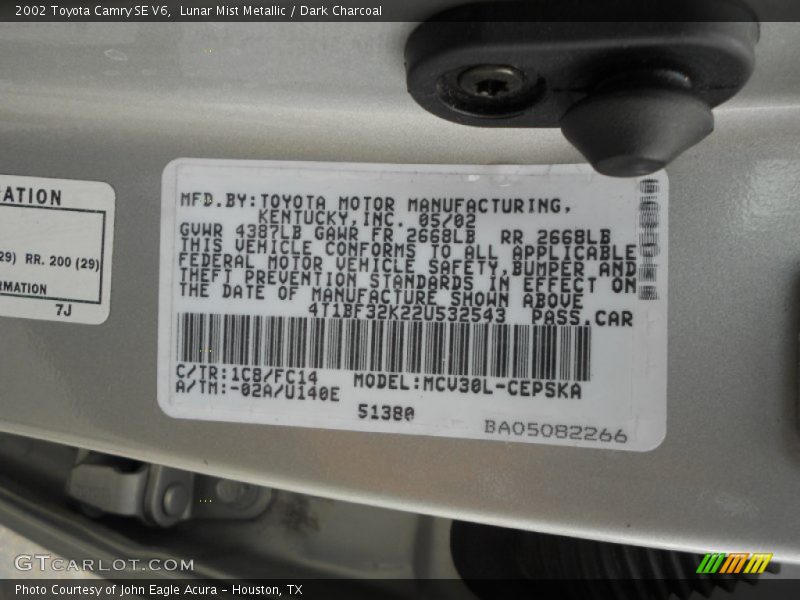 2002 Toyota Camry SE V6,  Lunar Mist Metallic / Dark Charcoal
MFD.BY:TOYOTA MOTOR MANUFACTURING,
KENTUCKY,INC. 05/02
GVWR 4387LB GAWR FR 2668LB  RR 2668LB
THIS VEHICLE CONFORMS TO ALL APPLICABLE
FEDERAL MOTOR VEHICLE SAFETY,BUMPER AND
THEFT PREVENTION STANDARDS IN EFFECT ON
THE DATE OF MANUFACTURE SHOWN ABOVE
4T1BF32K22U532543  PASS.CAR
C/TR:1C8/FC14  MODEL:MCV30L-CEPSKA
A/TM:-02A/U140E
51380
BA05082266
ATION
29)  RR. 200 (29)
RMATION
7J
GTCARLOT.COM
Photo Courtesy of John Eagle Acura - Houston, TX